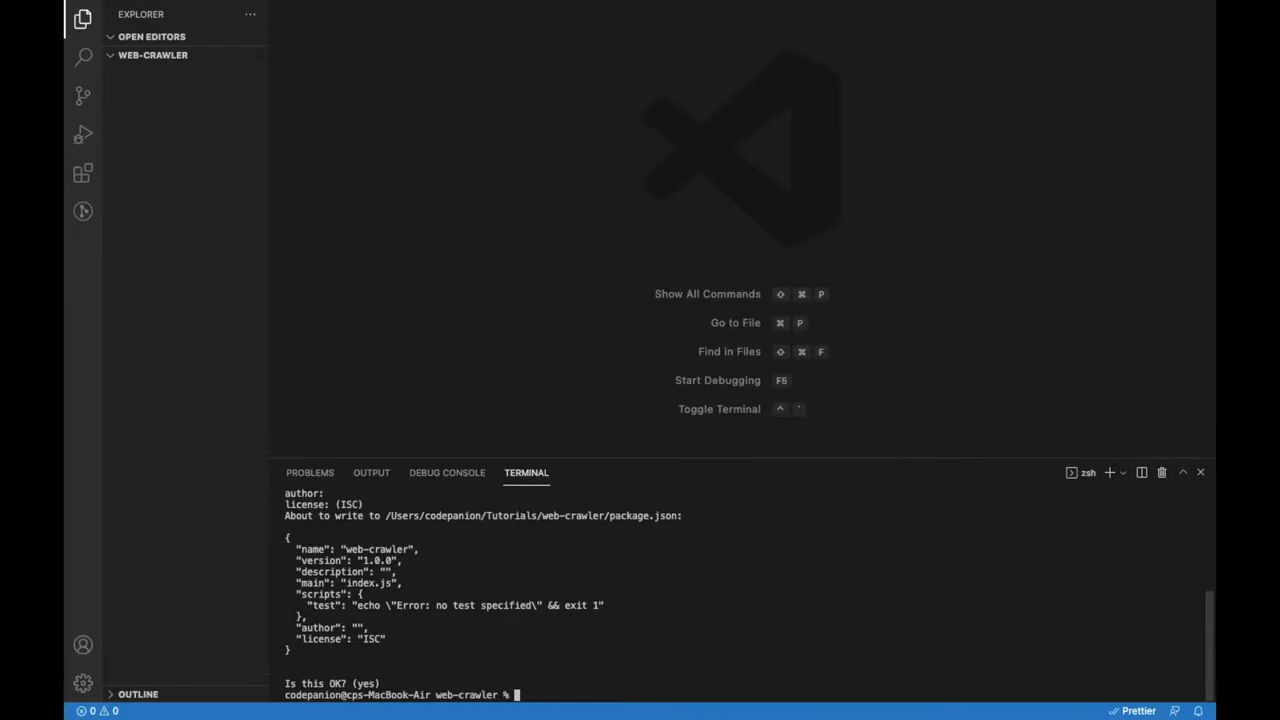 EXPLORER
OPEN EDITORS
WEB-CRAWLER
Show All Commands ⇧ ⌘ P
Go to File ⌘ P
Find in Files ⇧ ⌘ F
Start Debugging F5
Toggle Terminal ^ `
PROBLEMS OUTPUT DEBUG CONSOLE TERMINAL zsh
author:
license: (ISC)
About to write to /Users/codepanion/Tutorials/web-crawler/package.json:
{
"name": "web-crawler",
"version": "1.0.0",
"description": "",
"main": "index.js",
"scripts": {
"test": "echo \"Error: no test specified\" && exit 1"
},
"author": "",
"license": "ISC"
}
Is this OK? (yes)
codepanion@cps-MacBook-Air web-crawler %
OUTLINE
0 0 Prettier